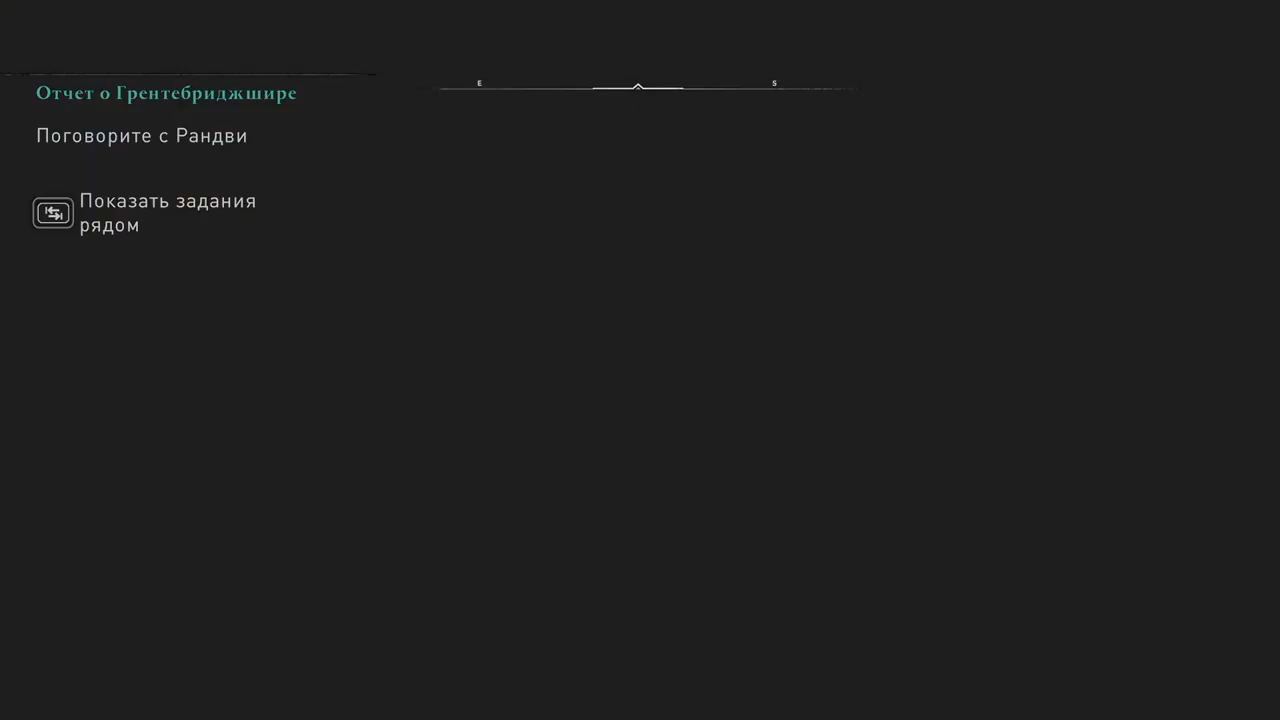 E S
Отчет о Грентебриджшире
Поговорите с Рандви
Показать задания
рядом